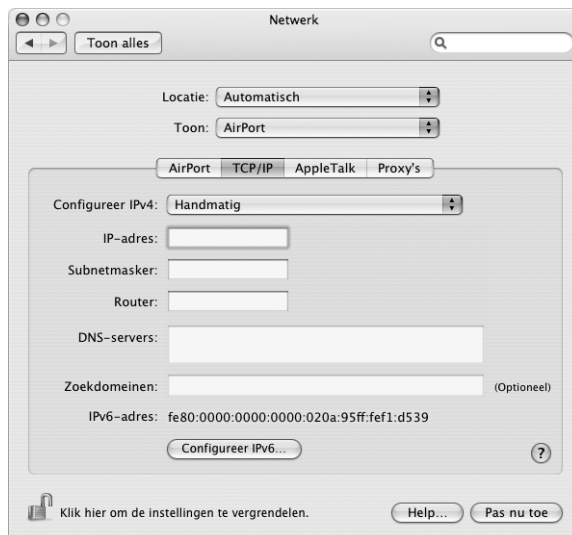 Netwerk
Toon alles
Locatie: Automatisch
Toon: AirPort
AirPort TCP/IP AppleTalk Proxy's
Configureer IPv4: Handmatig
IP-adres:
Subnetmasker:
Router:
DNS-servers:
Zoekdomeinen: (Optioneel)
IPv6-adres: fe80:0000:0000:0000:020a:95ff:fef1:d539
Configureer IPv6...
?
Klik hier om de instellingen te vergrendelen. Help... Pas nu toe